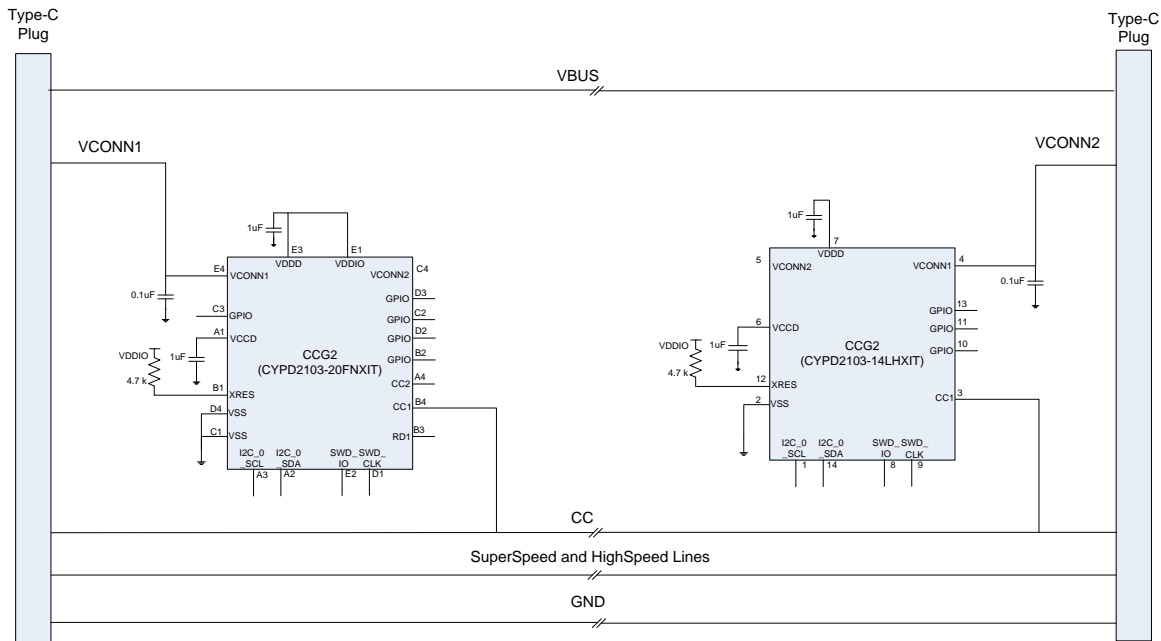 Type-C
Plug
Type-C
Plug
VBUS
VCONN1
VCONN2
1uF
E3
E1
VDDD
VDDIO
E4
VCONN1
VCONN2
C4
0.1uF
GPIO
D3
C3
GPIO
GPIO
C2
A1
VCCD
GPIO
D2
VDDIO
1uF
CCG2
(CYPD2103-20FNXIT)
GPIO
B2
4.7 k
CC2
A4
B1
XRES
CC1
B4
D4
VSS
C1
VSS
RD1
B3
I2C_0
_SCL
I2C_0
_SDA
SWD_
IO
SWD_
CLK
A3
A2
E2
D1
1uF
7
VDDD
5
VCONN2
VCONN1
4
0.1uF
GPIO
13
6
VCCD
GPIO
11
VDDIO
1uF
GPIO
10
CCG2
(CYPD2103-14LHXIT)
4.7 k
12
XRES
2
VSS
CC1
3
I2C_0
_SCL
I2C_0
_SDA
SWD_
IO
SWD_
CLK
1
14
8
9
CC
SuperSpeed and HighSpeed Lines
GND